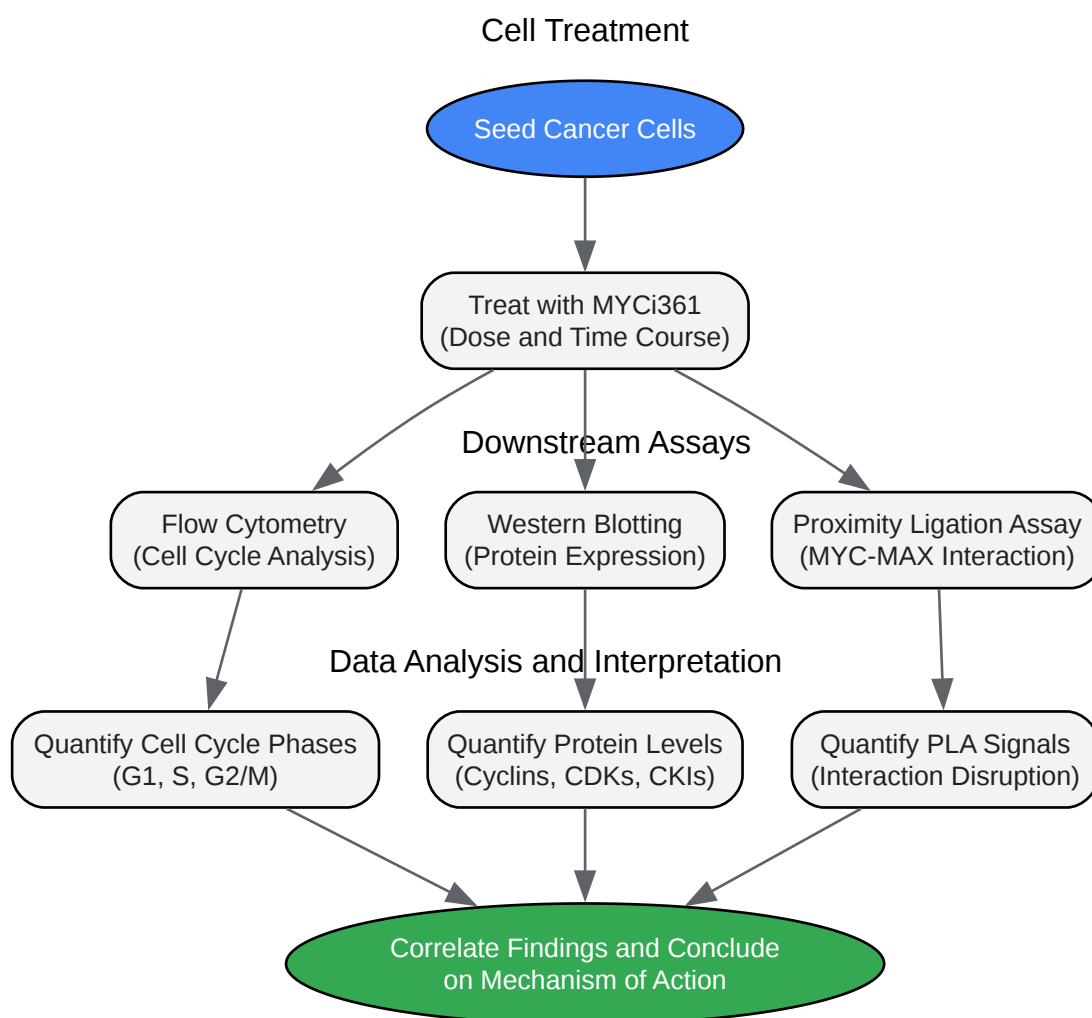 Cell Treatment
Seed Cancer Cells
Treat with MYCi361
(Dose and Time Course)
Downstream Assays
Flow Cytometry
(Cell Cycle Analysis)
Western Blotting
(Protein Expression)
Proximity Ligation Assay
(MYC-MAX Interaction)
Data Analysis and Interpretation
Quantify Cell Cycle Phases
(G1, S, G2/M)
Quantify Protein Levels
(Cyclins, CDKs, CKIs)
Quantify PLA Signals
(Interaction Disruption)
Correlate Findings and Conclude
on Mechanism of Action